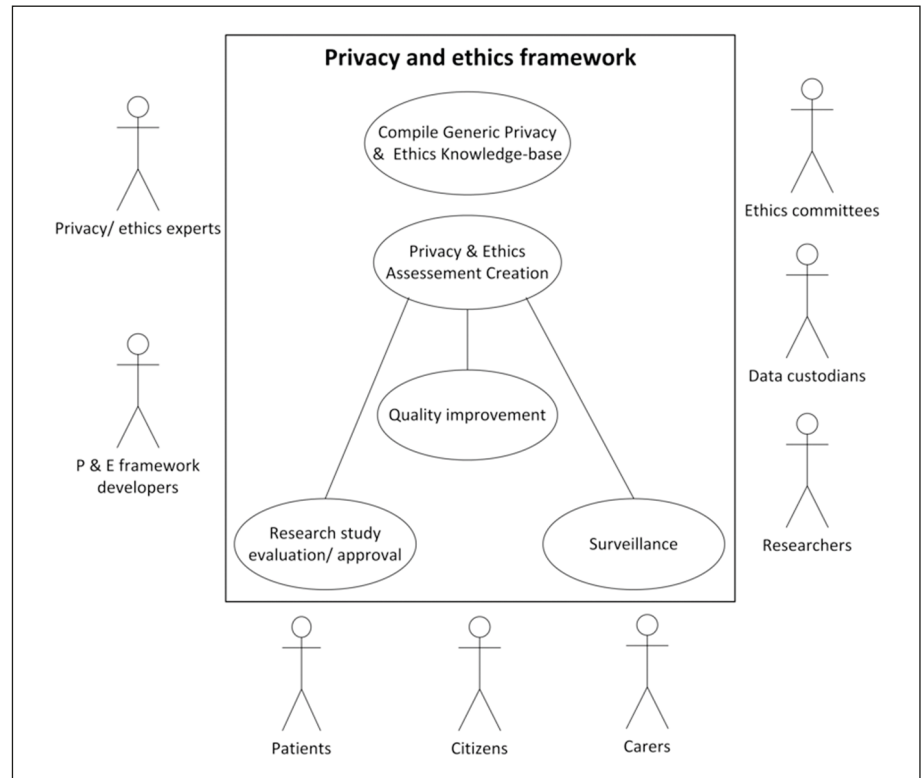 Privacy and ethics framework
Compile Generic Privacy
& Ethics Knowledge-base
Privacy/ ethics experts
Ethics committees
Privacy & Ethics
Assessement Creation
Data custodians
Quality improvement
P & E framework
developers
Research study
evaluation/ approval
Surveillance
Researchers
Patients
Citizens
Carers